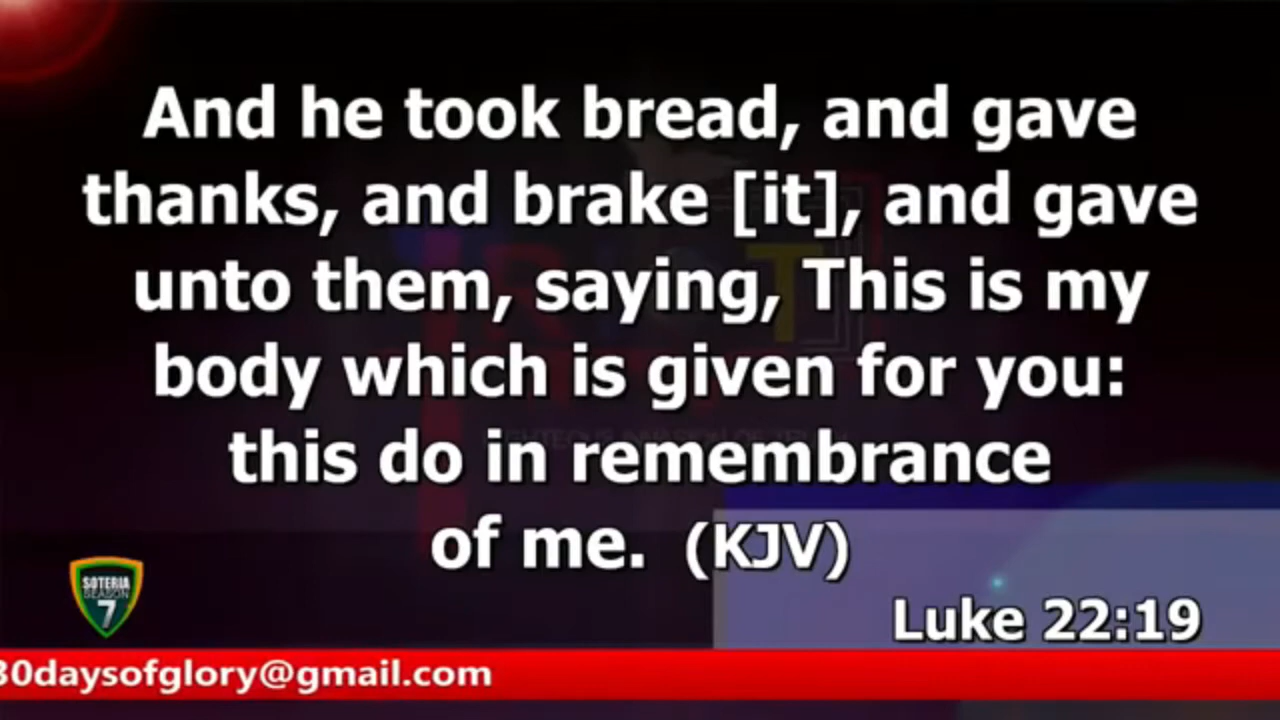 And he took bread, and gave
thanks, and brake [it], and gave
unto them, saying, This is my
body which is given for you:
this do in remembrance
of me. (KJV)
Luke 22:19
SOTERIA
SEASON
7
30daysofglory@gmail.com